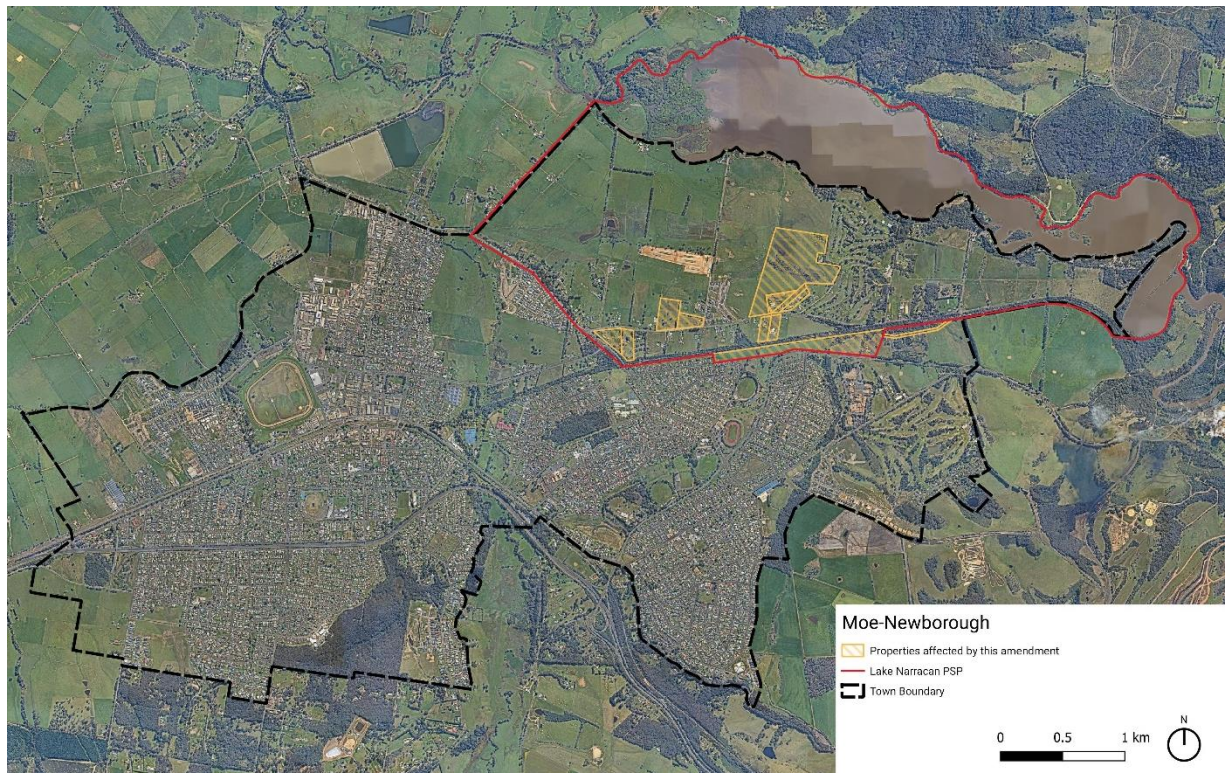 Moe-Newborough
Properties affected by this amendment
Lake Narracan PSP
Town Boundary
0 0.5 1 km
N